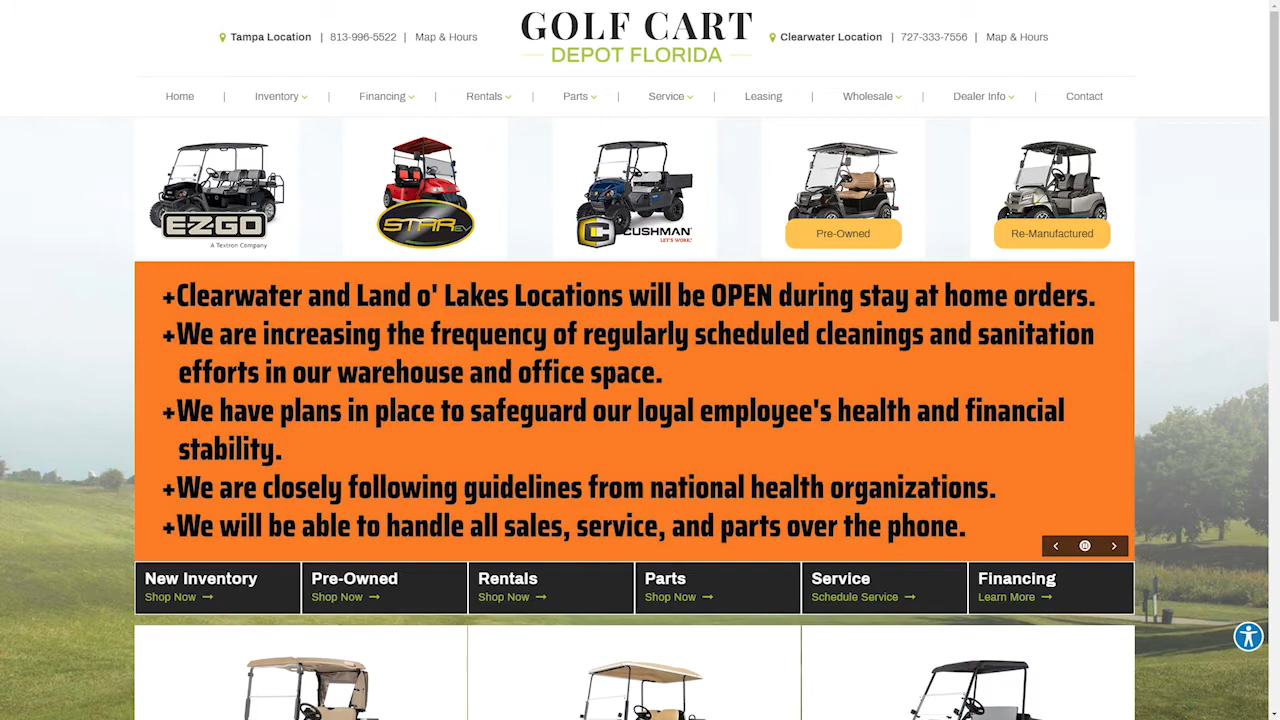 GOLF CART
DEPOT FLORIDA
Tampa Location | 813-996-5522 | Map & Hours
Clearwater Location | 727-333-7556 | Map & Hours
Home | Inventory | Financing | Rentals | Parts | Service | Leasing | Wholesale | Dealer Info | Contact
EZGO
A Textron Company
STAR EV
CUSHMAN
LET'S WORK.
Pre-Owned
Re-Manufactured
+Clearwater and Land o' Lakes Locations will be OPEN during stay at home orders.
+We are increasing the frequency of regularly scheduled cleanings and sanitation
efforts in our warehouse and office space.
+We have plans in place to safeguard our loyal employee's health and financial
stability.
+We are closely following guidelines from national health organizations.
+We will be able to handle all sales, service, and parts over the phone.
New Inventory
Shop Now
Pre-Owned
Shop Now
Rentals
Shop Now
Parts
Shop Now
Service
Schedule Service
Financing
Learn More